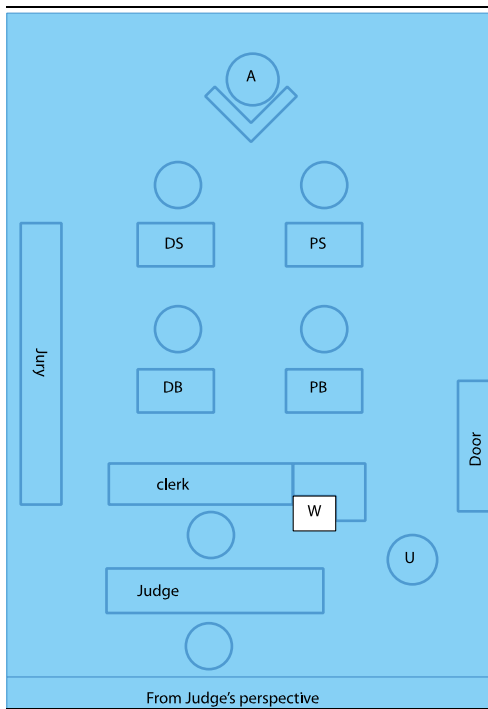 A
DS
PS
Jury
DB
PB
Door
clerk
W
U
Judge
From Judge's perspective